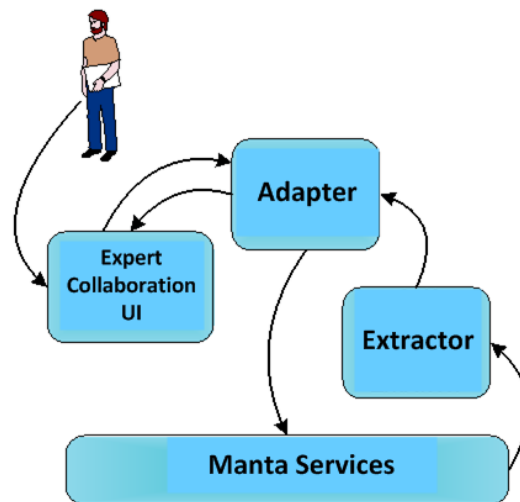 Adapter
Expert
Collaboration
UI
Extractor
Manta Services